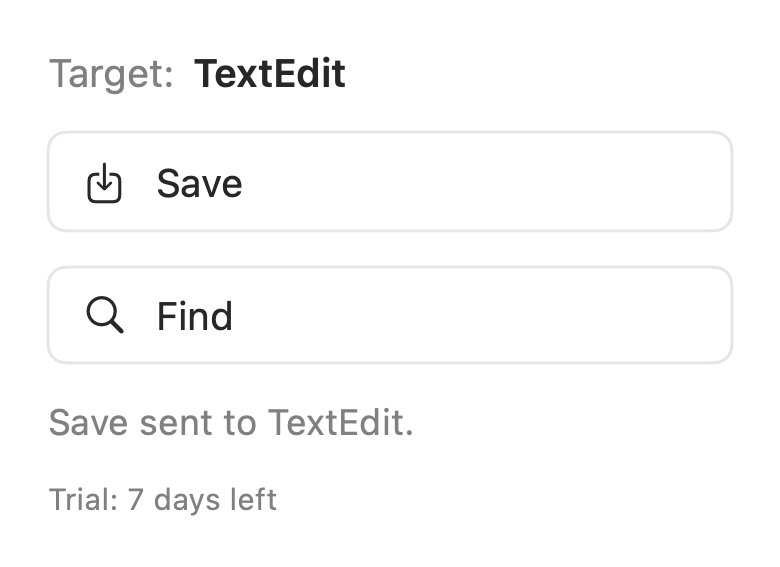 Target: TextEdit
Save
Find
Save sent to TextEdit.
Trial: 7 days left